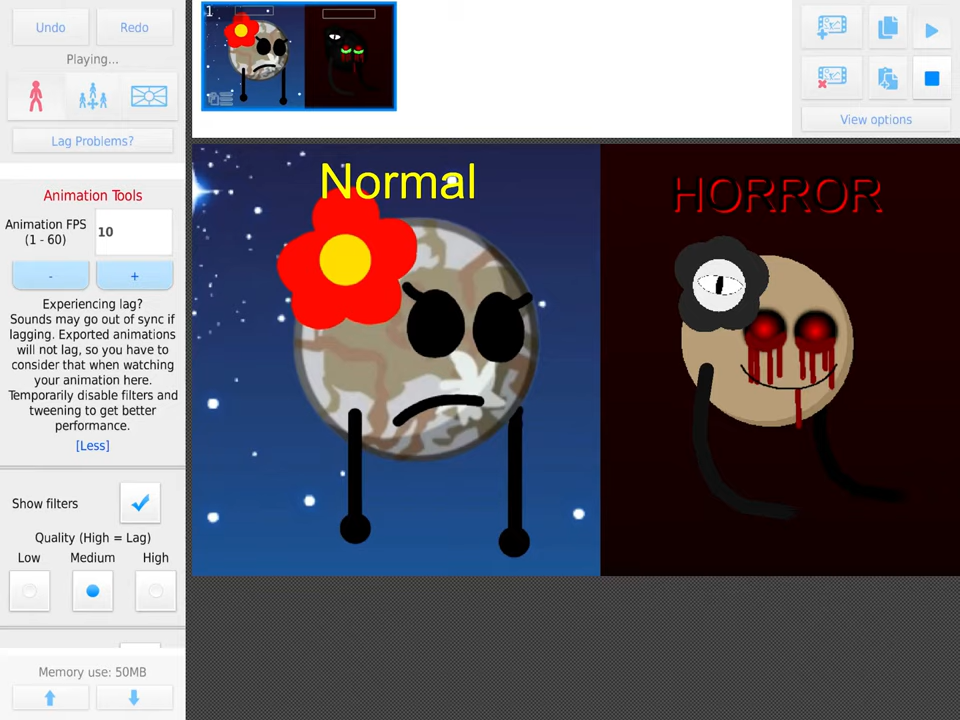 Undo
Redo
Playing...
Lag Problems?
Animation Tools
Animation FPS
(1 - 60)
10
-
+
Experiencing lag?
Sounds may go out of sync if
lagging. Exported animations
will not lag, so you have to
consider that when watching
your animation here.
Temporarily disable filters and
tweening to get better
performance.
[Less]
Show filters
Quality (High = Lag)
Low
Medium
High
Memory use: 50MB
1
View options
Normal
HORROR